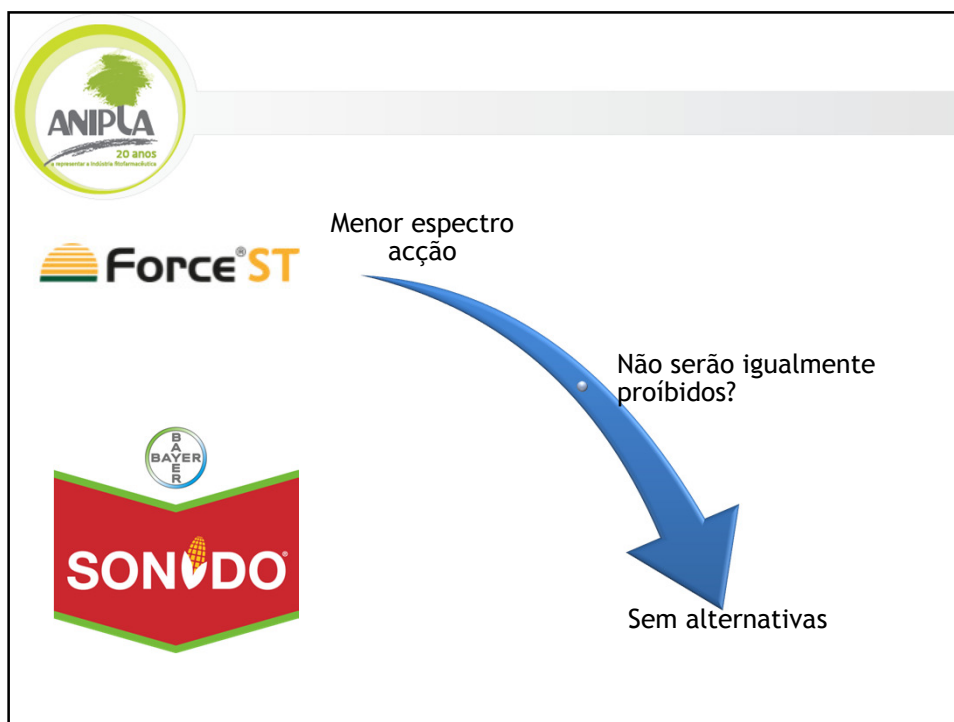 ANIPLA
20 anos
a representar a Indústria fitofarmacêutica
Menor espectro
acção
Force® ST
Não serão igualmente
proíbidos?
BAYER
BAYER
SONIDO®
Sem alternativas